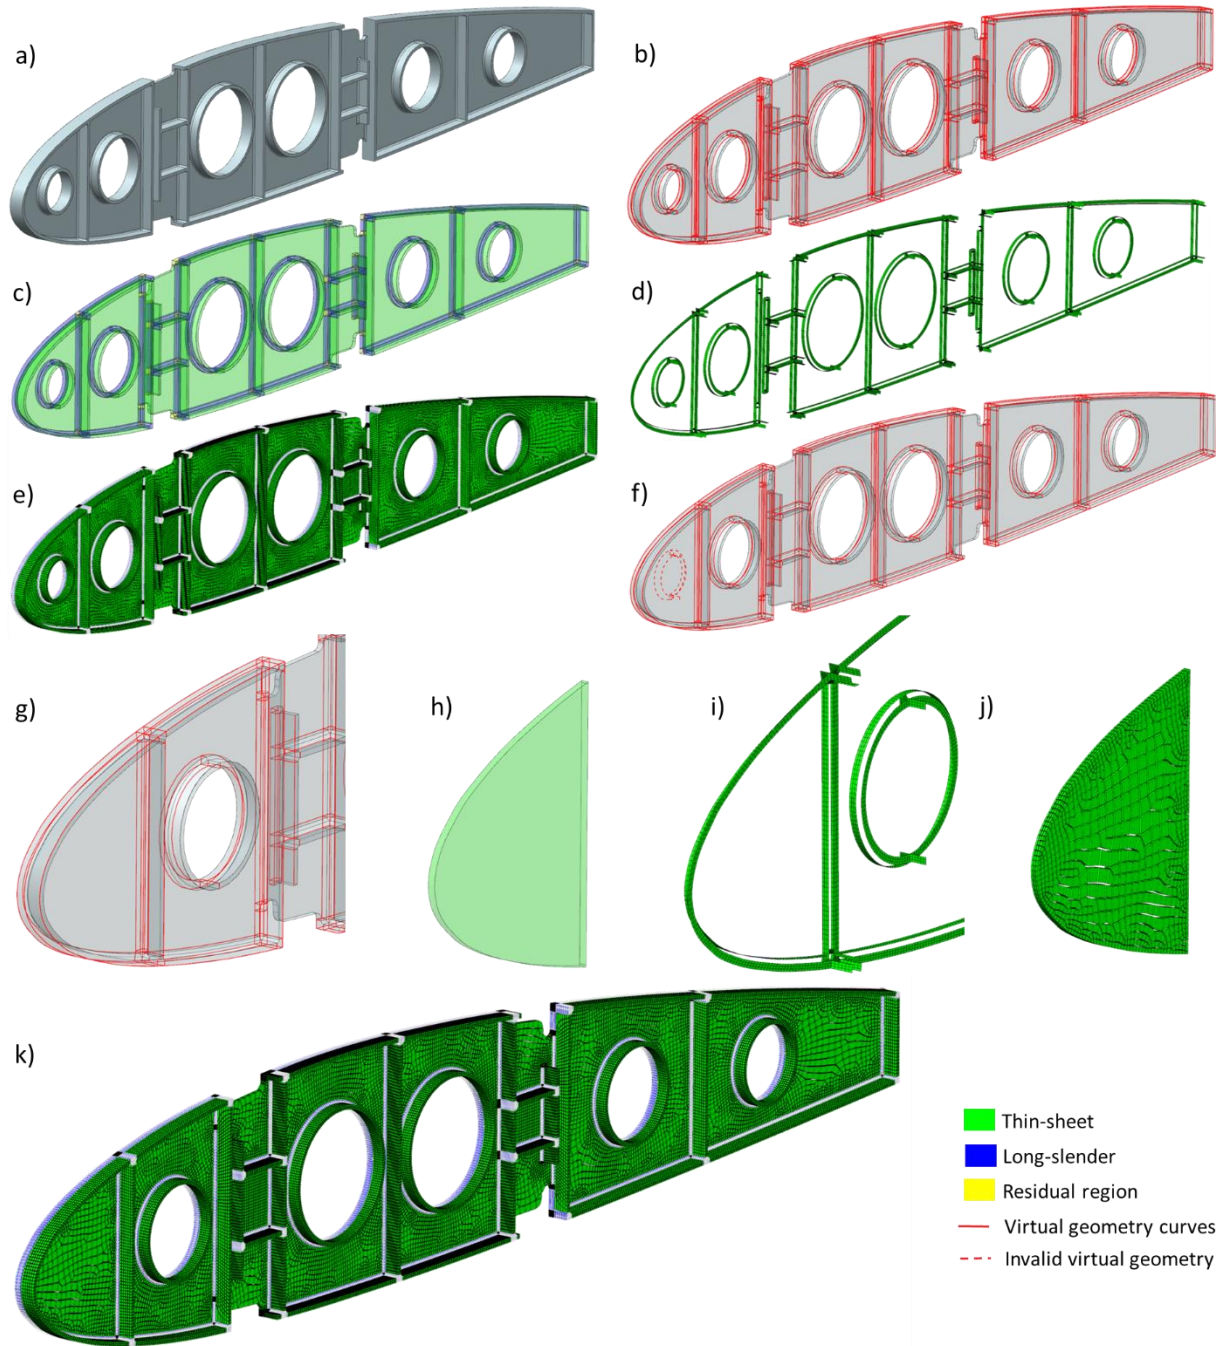 a)
b)
c)
d)
e)
f)
g)
h)
i)
j)
k)
Thin-sheet
Long-slender
Residual region
Virtual geometry curves
Invalid virtual geometry